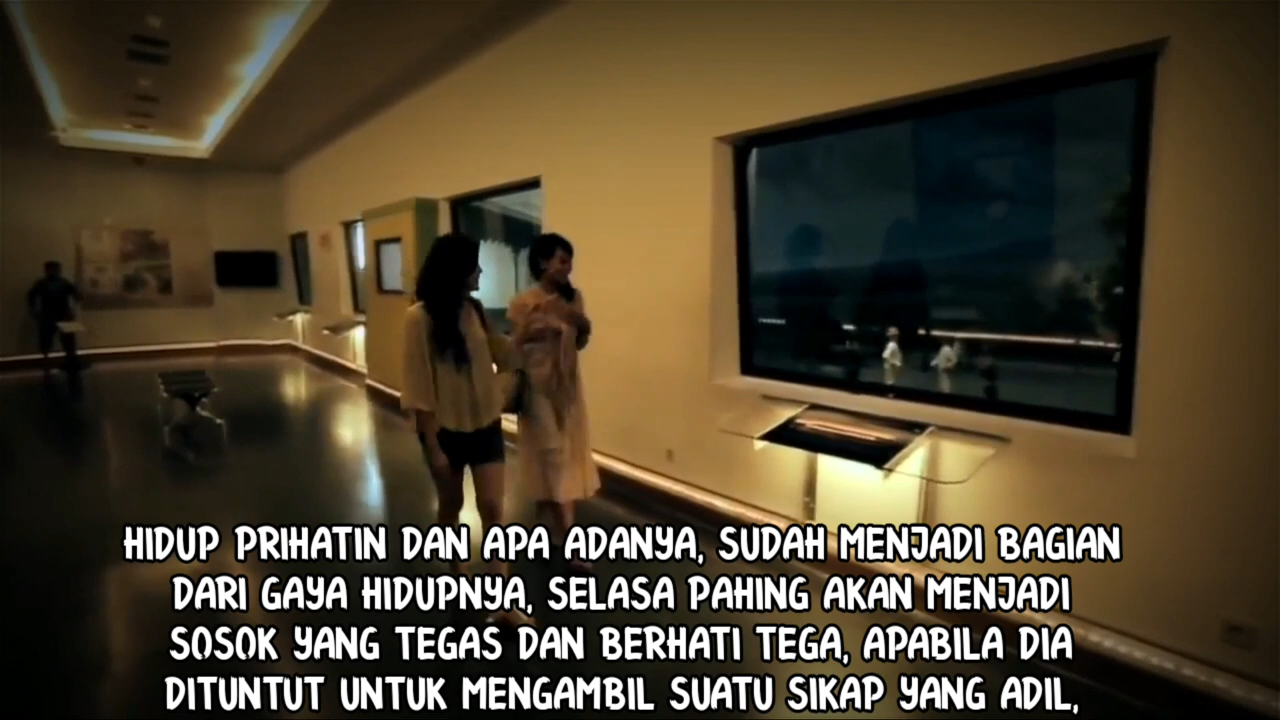 HIDUP PRIHATIN DAN APA ADANYA, SUDAH MENJADI BAGIAN
DARI GAYA HIDUPNYA, SELASA PAHING AKAN MENJADI
SOSOK YANG TEGAS DAN BERHATI TEGA, APABILA DIA
DITUNTUT UNTUK MENGAMBIL SUATU SIKAP YANG ADIL,